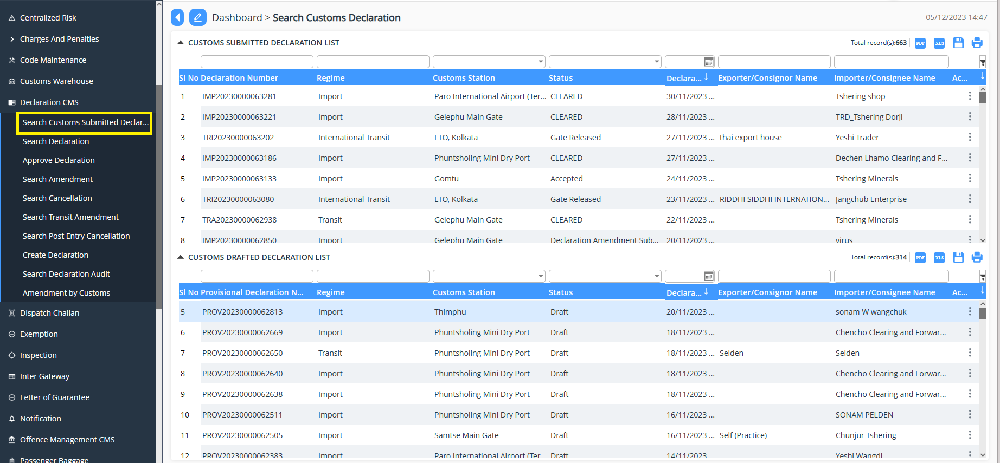 Centralized Risk
Charges And Penalties
Code Maintenance
Customs Warehouse
Declaration CMS
Search Customs Submitted Declar...
Search Declaration
Approve Declaration
Search Amendment
Search Cancellation
Search Transit Amendment
Search Post Entry Cancellation
Create Declaration
Search Declaration Audit
Amendment by Customs
Dispatch Challan
Exemption
Inspection
Inter Gateway
Letter of Guarantee
Notification
Offence Management CMS
Passenger Baggage
Dashboard > Search Customs Declaration
05/12/2023 14:47
CUSTOMS SUBMITTED DECLARATION LIST
Total record(s):663 PDF XLS
Sl No Declaration Number Regime Customs Station Status Declara... Exporter/Consignor Name Importer/Consignee Name Ac...
1 IMP20230000063281 Import Paro International Airport (Ter... CLEARED 30/11/2023 ... Tshering shop
2 IMP20230000063221 Import Gelephu Main Gate CLEARED 28/11/2023 ... TRD_Tshering Dorji
3 TRI20230000063202 International Transit LTO, Kolkata Gate Released 27/11/2023 ... thai export house Yeshi Trader
4 IMP20230000063186 Import Phuntsholing Mini Dry Port CLEARED 27/11/2023 ... Dechen Lhamo Clearing and F...
5 IMP20230000063133 Import Gomtu Accepted 24/11/2023 ... Tshering Minerals
6 TRI20230000063080 International Transit LTO, Kolkata Gate Released 23/11/2023 ... RIDDHI SIDDHI INTERNATION... Jangchub Enterprise
7 TRA20230000062938 Transit Gelephu Main Gate CLEARED 22/11/2023 ... Tshering Minerals
8 IMP20230000062850 Import Gelephu Main Gate Declaration Amendment Sub... 20/11/2023 ... virus
CUSTOMS DRAFTED DECLARATION LIST
Total record(s):314 PDF XLS
Sl No Provisional Declaration N... Regime Customs Station Status Declara... Exporter/Consignor Name Importer/Consignee Name Ac...
5 PROV20230000062813 Import Thimphu Draft 20/11/2023 ... sonam W wangchuk
6 PROV20230000062669 Import Phuntsholing Mini Dry Port Draft 18/11/2023 ... Chencho Clearing and Forwar...
7 PROV20230000062650 Transit Phuntsholing Mini Dry Port Draft 18/11/2023 ... Selden Selden
8 PROV20230000062640 Import Phuntsholing Mini Dry Port Draft 18/11/2023 ... Chencho Clearing and Forwar...
9 PROV20230000062638 Import Phuntsholing Mini Dry Port Draft 18/11/2023 ... Chencho Clearing and Forwar...
10 PROV20230000062511 Import Phuntsholing Mini Dry Port Draft 16/11/2023 ... SONAM PELDEN
11 PROV20230000062505 Import Samtse Main Gate Draft 16/11/2023 ... Self (Practice) Chunjur Tshering
12 PROV20230000062383 Import Paro International Airport (Ter... Draft 14/11/2023 ... Yeshi Wangdi